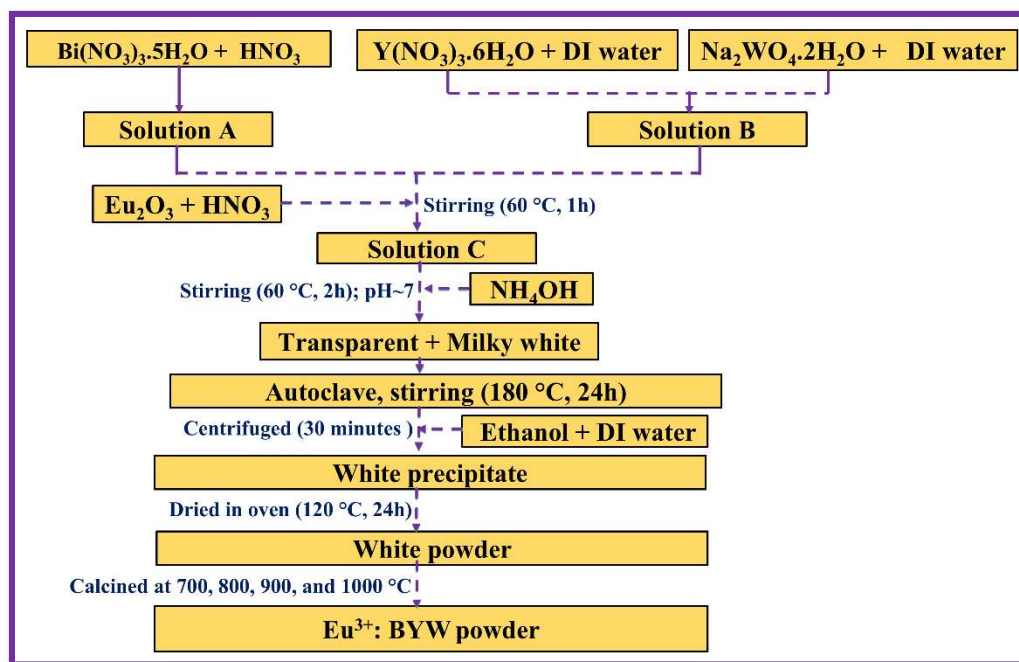 Bi(NO₃)₃.5H₂O + HNO₃
Y(NO₃)₃.6H₂O + DI water
Na₂WO₄.2H₂O + DI water
Solution A
Solution B
Eu₂O₃ + HNO₃
Stirring (60 °C, 1h)
Solution C
Stirring (60 °C, 2h); pH~7
NH₄OH
Transparent + Milky white
Autoclave, stirring (180 °C, 24h)
Centrifuged (30 minutes )
Ethanol + DI water
White precipitate
Dried in oven (120 °C, 24h)
White powder
Calcined at 700, 800, 900, and 1000 °C
Eu³⁺: BYW powder